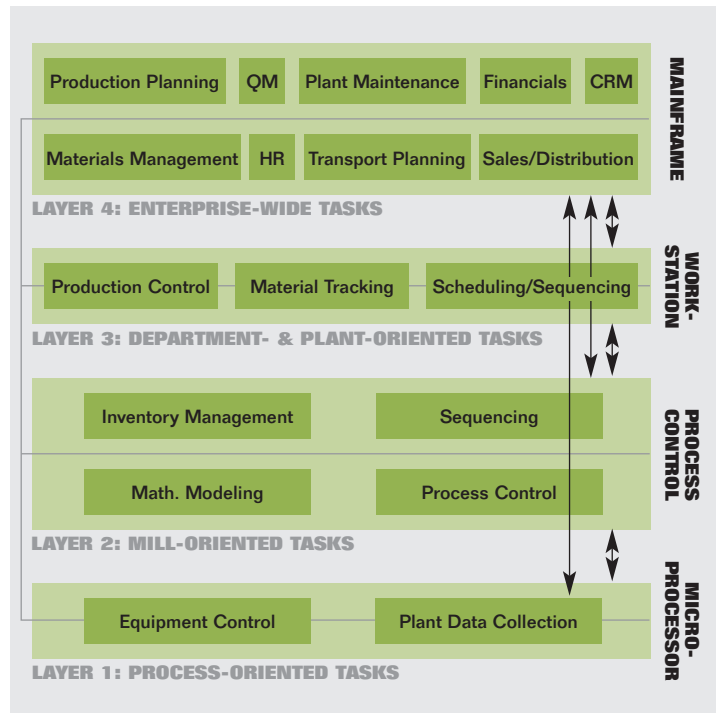 Production Planning
QM
Plant Maintenance
Financials
CRM
Materials Management
HR
Transport Planning
Sales/Distribution
MAINFRAME
LAYER 4: ENTERPRISE-WIDE TASKS
Production Control
Material Tracking
Scheduling/Sequencing
WORK-
STATION
LAYER 3: DEPARTMENT- & PLANT-ORIENTED TASKS
Inventory Management
Sequencing
Math. Modeling
Process Control
PROCESS
CONTROL
LAYER 2: MILL-ORIENTED TASKS
Equipment Control
Plant Data Collection
MICRO-
PROCESSOR
LAYER 1: PROCESS-ORIENTED TASKS